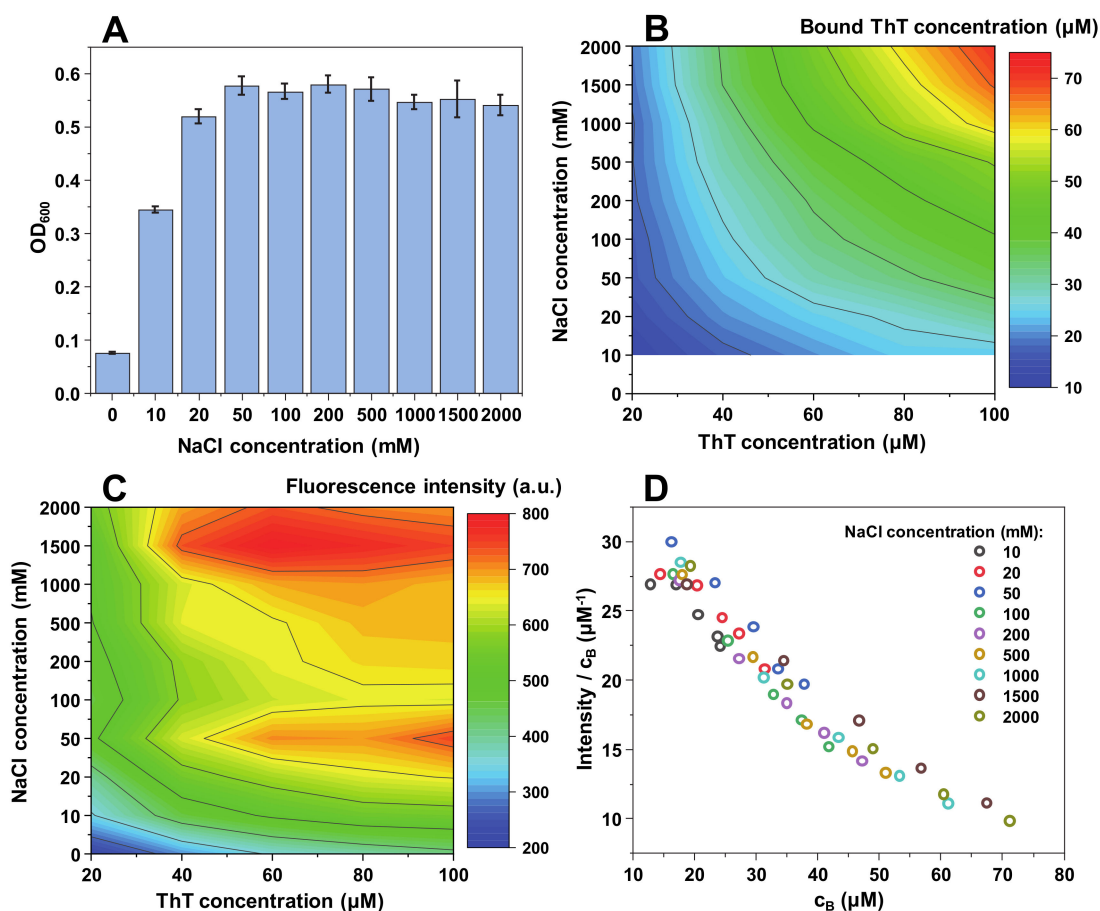 A
OD600
0.6
0.5
0.4
0.3
0.2
0.1
0.0
0 10 20 50 100 200 500 1000 1500 2000
NaCl concentration (mM)
B
Bound ThT concentration (μM)
NaCl concentration (mM)
2000
1500
1000
500
200
100
50
20
10
0
20 40 60 80 100
ThT concentration (μM)
70
60
50
40
30
20
10
C
Fluorescence intensity (a.u.)
NaCl concentration (mM)
2000
1500
1000
500
200
100
50
20
10
0
20 40 60 80 100
ThT concentration (μM)
800
700
600
500
400
300
200
D
Intensity / cB (μM-1)
30
25
20
15
10
10 20 30 40 50 60 70 80
cB (μM)
NaCl concentration (mM):
10
20
50
100
200
500
1000
1500
2000